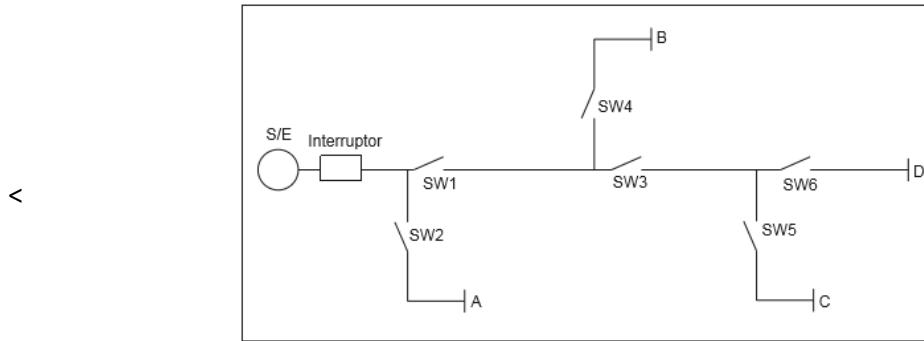 B
SW4
S/E
Interruptor
SW1
SW3
SW6
D
<
SW2
SW5
A
C